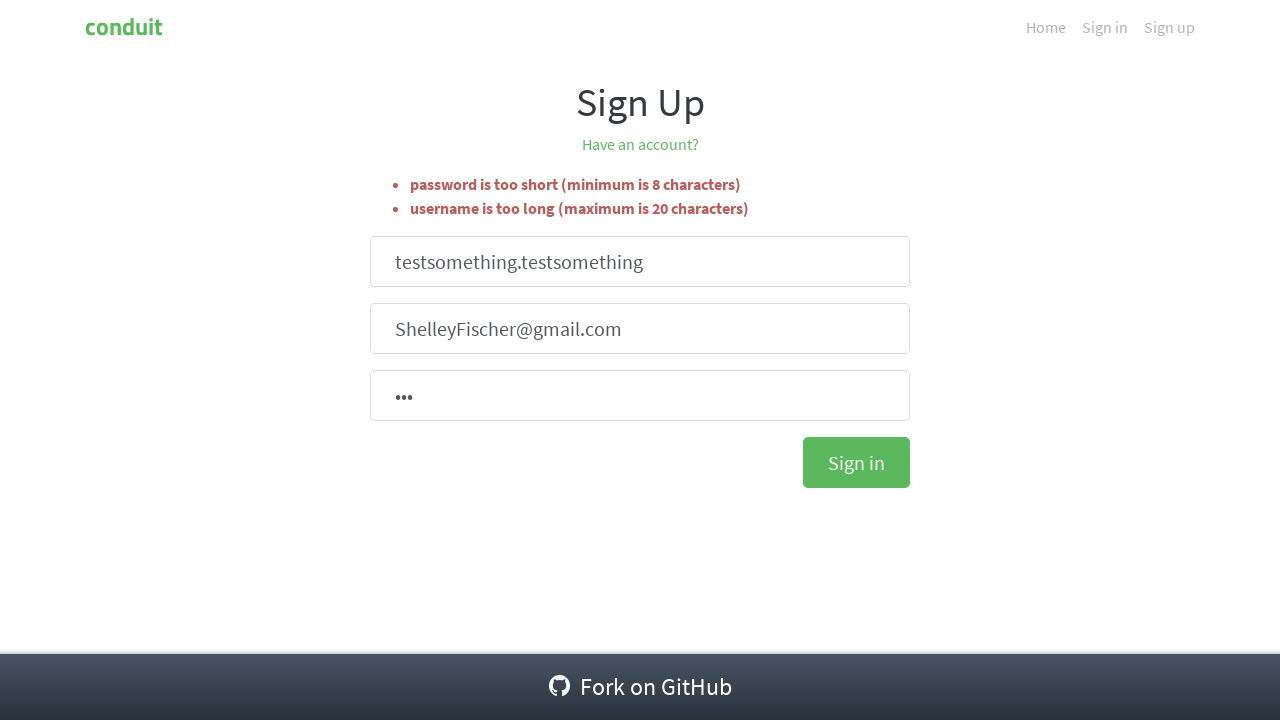 conduit
Home Sign in Sign up
Sign Up
Have an account?
• password is too short (minimum is 8 characters)
• username is too long (maximum is 20 characters)
testsomething.testsomething
ShelleyFischer@gmail.com
•••
Sign in
Fork on GitHub